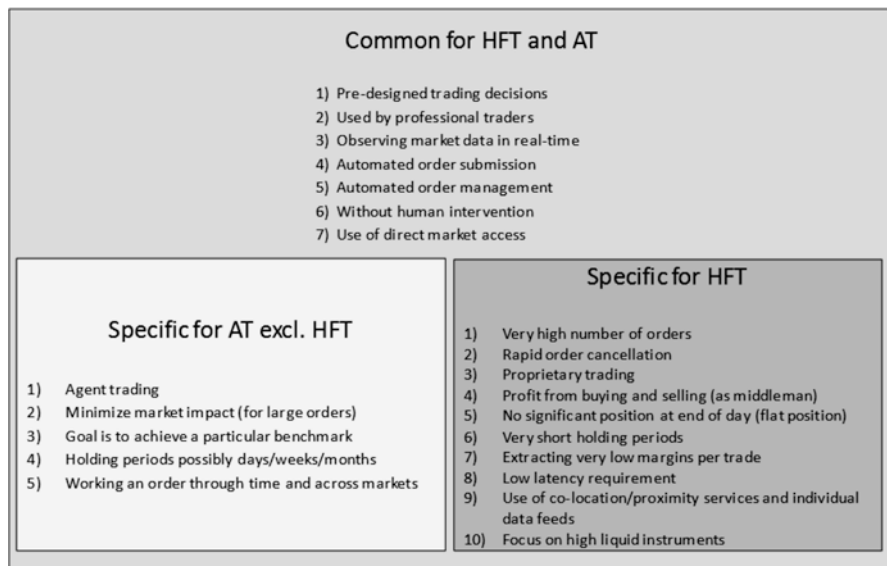 Common for HFT and AT
1) Pre-designed trading decisions
2) Used by professional traders
3) Observing market data in real-time
4) Automated order submission
5) Automated order management
6) Without human intervention
7) Use of direct market access
Specific for AT excl. HFT
1) Agent trading
2) Minimize market impact (for large orders)
3) Goal is to achieve a particular benchmark
4) Holding periods possibly days/weeks/months
5) Working an order through time and across markets
Specific for HFT
1) Very high number of orders
2) Rapid order cancellation
3) Proprietary trading
4) Profit from buying and selling (as middleman)
5) No significant position at end of day (flat position)
6) Very short holding periods
7) Extracting very low margins per trade
8) Low latency requirement
9) Use of co-location/proximity services and individual
data feeds
10) Focus on high liquid instruments